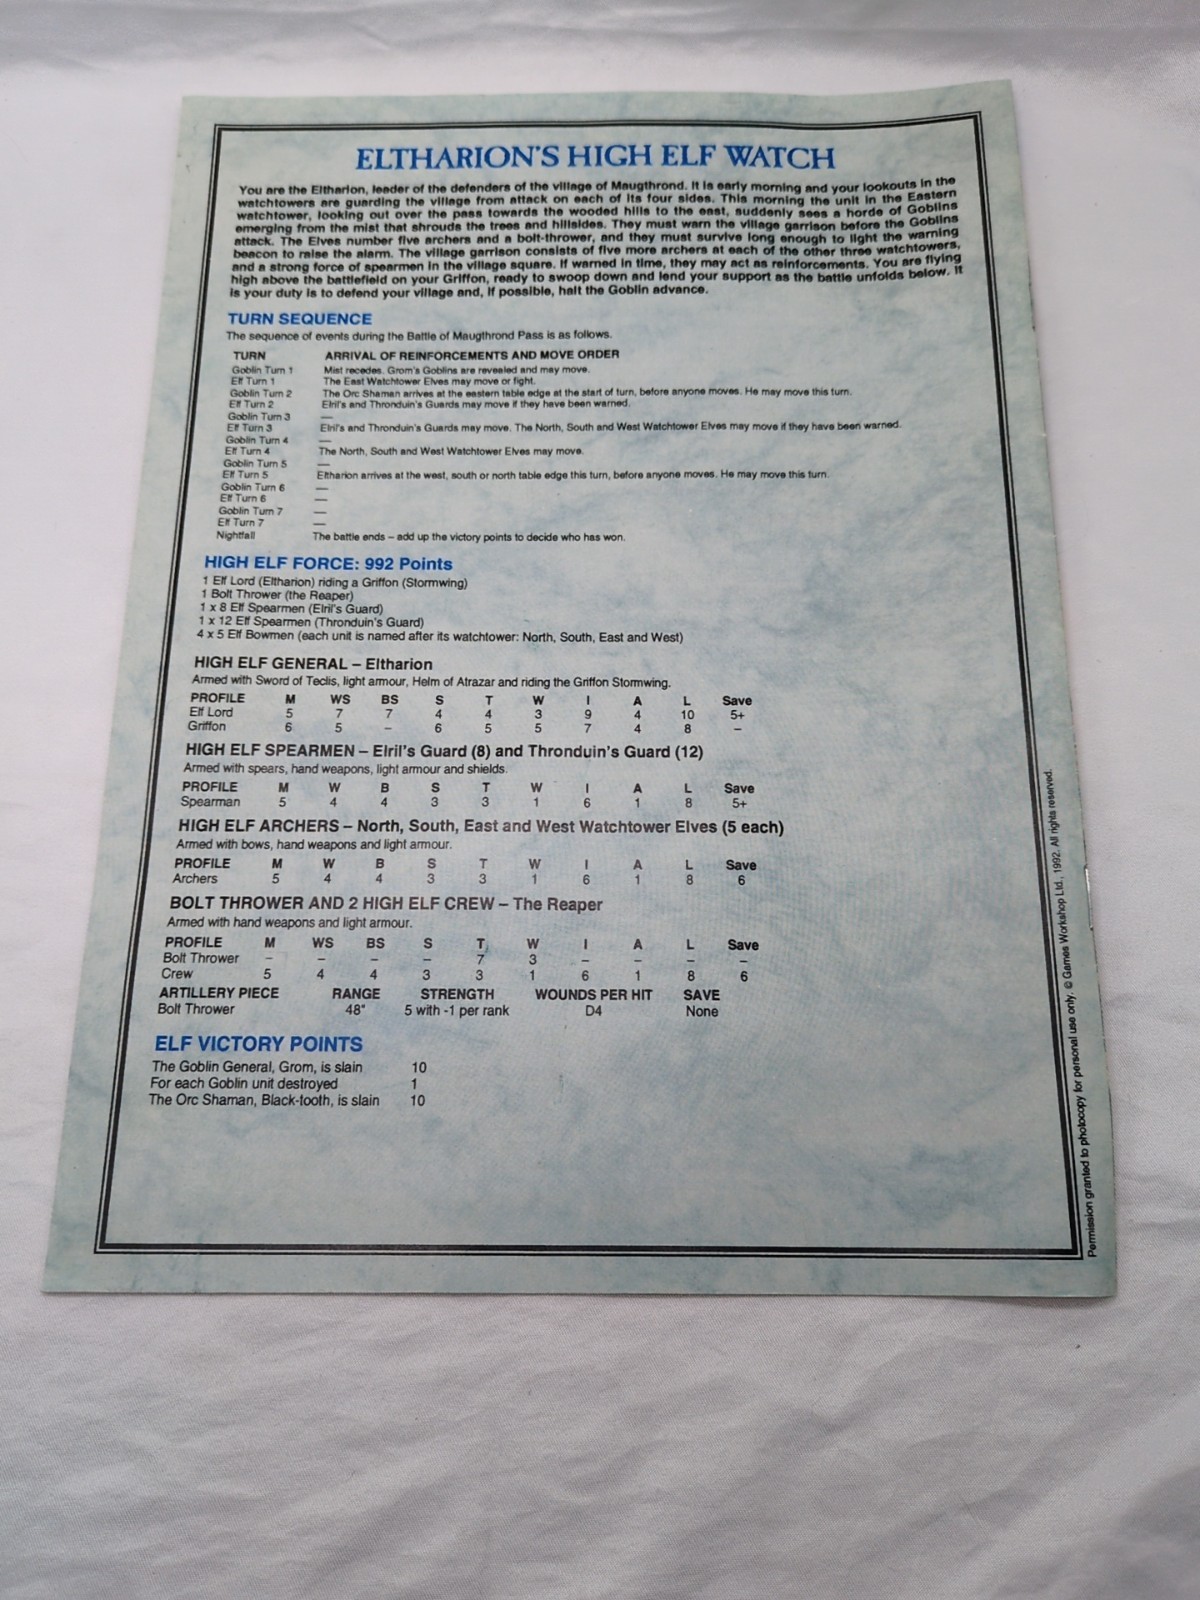 ELTHARION'S HIGH ELF WATCH
You are the Eltharion, leader of the defenders of the village of Maugthrond. It is early morning and your lookouts in the
watchtowers are guarding the village from attack on each of its four sides. This morning the unit in the Eastern
watchtower, looking out over the pass towards the wooded hills to the east, suddenly sees a horde of Goblins
emerging from the mist that shrouds the trees and hillsides. They must warn the village garrison before the Goblins
attack. The Elves number five archers and a bolt-thrower, and they must survive long enough to light the warning
beacon to raise the alarm. The village garrison consists of five more archers at each of the other three watchtowers,
and a strong force of spearmen in the village square. If warned in time, they may act as reinforcements. You are flying
high above the battlefield on your Griffon, ready to swoop down and lend your support as the battle unfolds below. It
is your duty is to defend your village and, if possible, halt the Goblin advance.
TURN SEQUENCE
The sequence of events during the Battle of Maugthrond Pass is as follows.
TURN ARRIVAL OF REINFORCEMENTS AND MOVE ORDER
Goblin Turn 1 Mist recedes. Grom's Goblins are revealed and may move.
Elf Turn 1 The East Watchtower Elves may move or fight.
Goblin Turn 2 The Orc Shaman arrives at the eastern table edge at the start of turn, before anyone moves. He may move this turn.
Elf Turn 2 Elril's and Thronduin's Guards may move if they have been warned.
Goblin Turn 3 —
Elf Turn 3 Elril's and Thronduin's Guards may move. The North, South and West Watchtower Elves may move if they have been warned.
Goblin Turn 4 —
Elf Turn 4 The North, South and West Watchtower Elves may move.
Goblin Turn 5 —
Elf Turn 5 Eltharion arrives at the west, south or north table edge this turn, before anyone moves. He may move this turn.
Goblin Turn 6 —
Elf Turn 6 —
Goblin Turn 7 —
Elf Turn 7 —
Nightfall The battle ends – add up the victory points to decide who has won.
HIGH ELF FORCE: 992 Points
1 Elf Lord (Eltharion) riding a Griffon (Stormwing)
1 Bolt Thrower (the Reaper)
1 x 8 Elf Spearmen (Elril's Guard)
1 x 12 Elf Spearmen (Thronduin's Guard)
4 x 5 Elf Bowmen (each unit is named after its watchtower: North, South, East and West)
HIGH ELF GENERAL – Eltharion
Armed with Sword of Teclis, light armour, Helm of Atrazar and riding the Griffon Stormwing.
PROFILE M WS BS S T W I A L Save
Elf Lord 5 7 7 4 4 3 9 4 10 5+
Griffon 6 5 – 6 5 5 7 4 8 –
HIGH ELF SPEARMEN – Elril's Guard (8) and Thronduin's Guard (12)
Armed with spears, hand weapons, light armour and shields.
PROFILE M W B S T W I A L Save
Spearman 5 4 4 3 3 1 6 1 8 5+
HIGH ELF ARCHERS – North, South, East and West Watchtower Elves (5 each)
Armed with bows, hand weapons and light armour.
PROFILE M W B S T W I A L Save
Archers 5 4 4 3 3 1 6 1 8 6
BOLT THROWER AND 2 HIGH ELF CREW – The Reaper
Armed with hand weapons and light armour.
PROFILE M WS BS S T W I A L Save
Bolt Thrower – – – – 7 3 – – – –
Crew 5 4 4 3 3 1 6 1 8 6
ARTILLERY PIECE RANGE STRENGTH WOUNDS PER HIT SAVE
Bolt Thrower 48" 5 with -1 per rank D4 None
ELF VICTORY POINTS
The Goblin General, Grom, is slain 10
For each Goblin unit destroyed 1
The Orc Shaman, Black-tooth, is slain 10
Permission granted to photocopy for personal use only. © Games Workshop Ltd., 1992. All rights reserved.